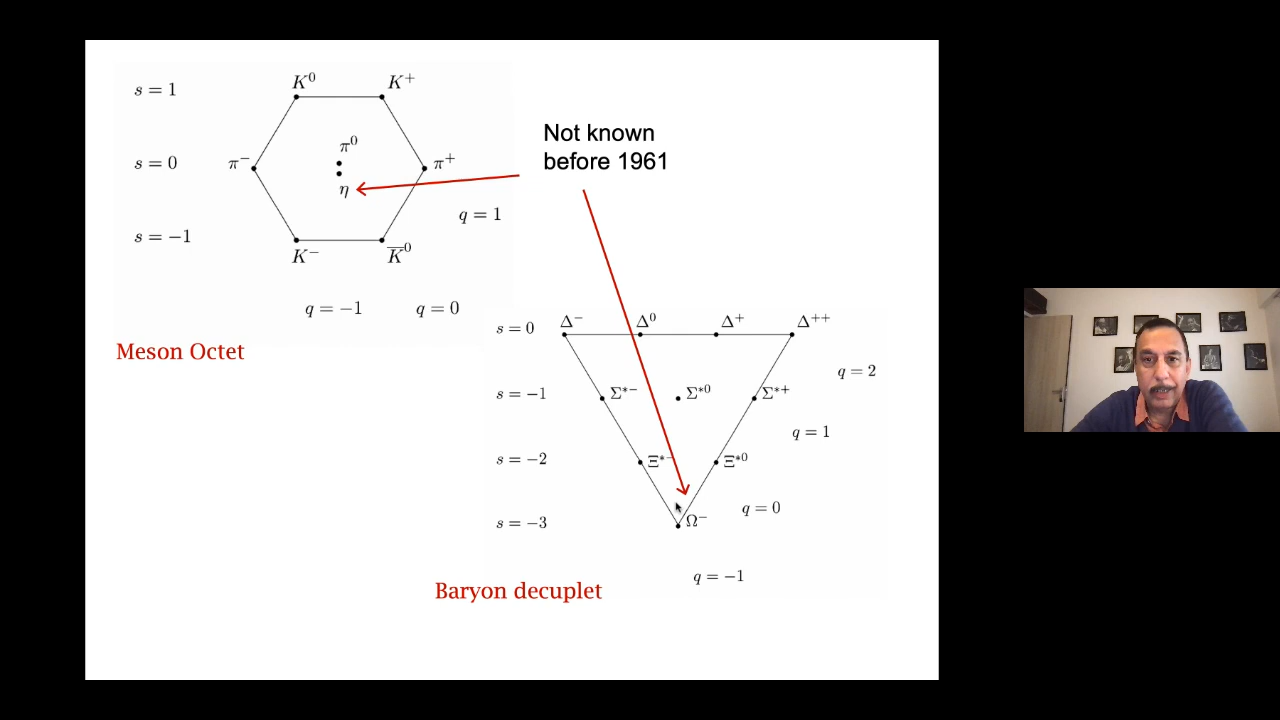 K⁰ K⁺
s = 1
π⁰
s = 0 π⁻ π⁺
η
q = 1
s = −1
K⁻ K̅⁰
q = −1 q = 0
Meson Octet
Not known
before 1961
Δ⁻ Δ⁰ Δ⁺ Δ⁺⁺
s = 0
q = 2
s = −1 Σ*⁻ Σ*⁰ Σ*⁺
q = 1
s = −2 Ξ*⁻ Ξ*⁰
q = 0
s = −3 Ω⁻
q = −1
Baryon decuplet